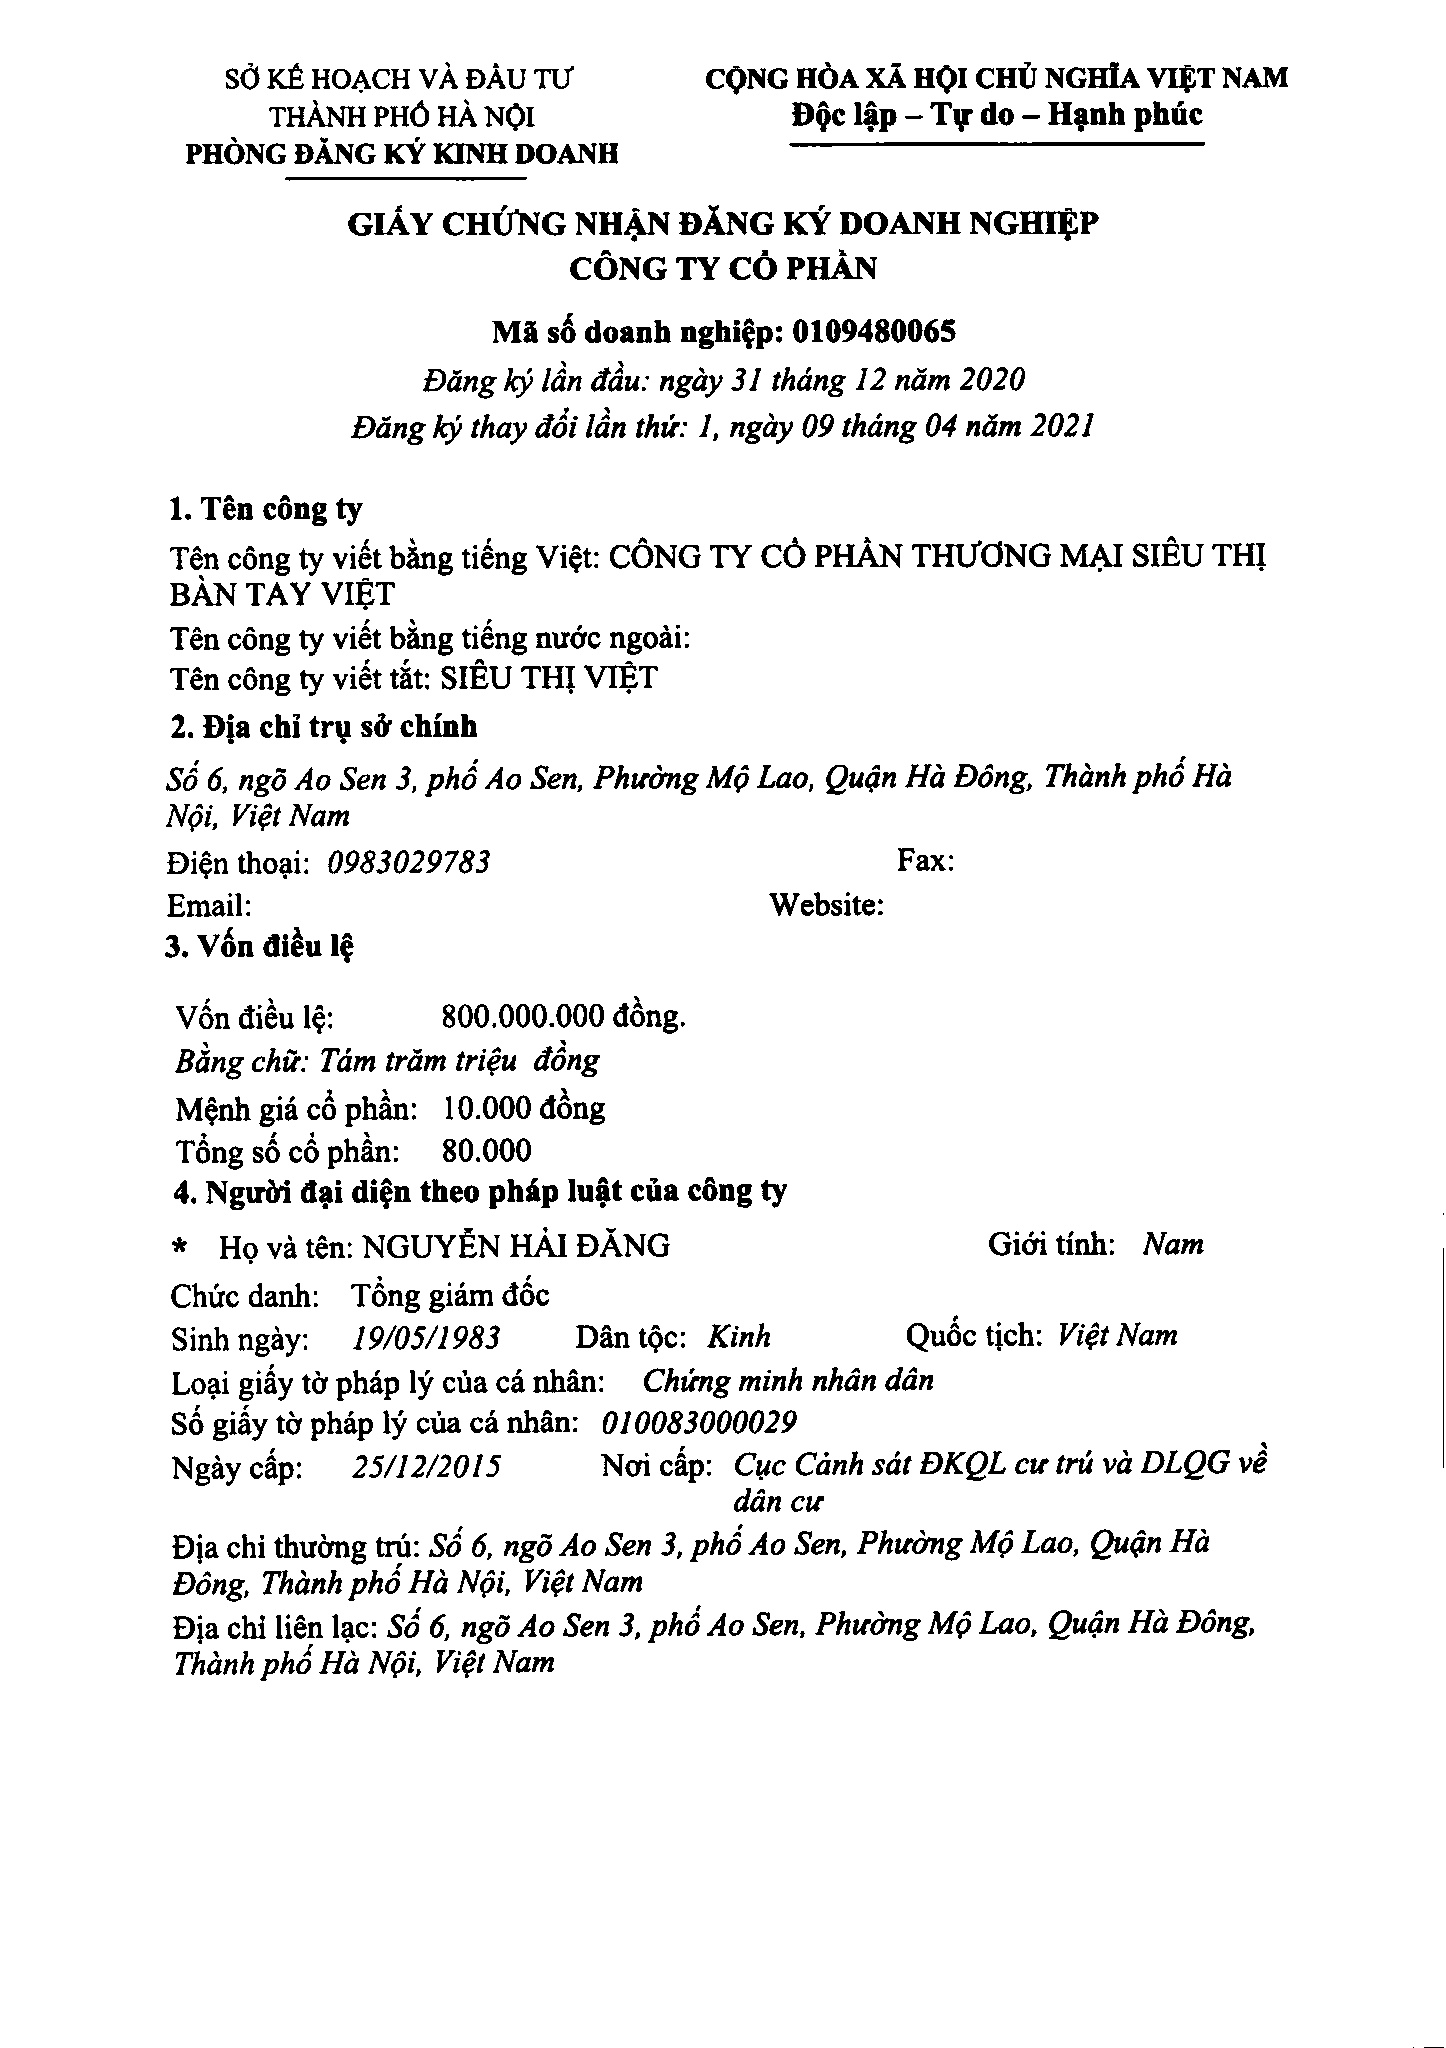 SỞ KẾ HOẠCH VÀ ĐẦU TƯ
THÀNH PHỐ HÀ NỘI
PHÒNG ĐĂNG KÝ KINH DOANH
CỘNG HÒA XÃ HỘI CHỦ NGHĨA VIỆT NAM
Độc lập – Tự do – Hạnh phúc
GIẤY CHỨNG NHẬN ĐĂNG KÝ DOANH NGHIỆP
CÔNG TY CỔ PHẦN
Mã số doanh nghiệp: 0109480065
Đăng ký lần đầu: ngày 31 tháng 12 năm 2020
Đăng ký thay đổi lần thứ: 1, ngày 09 tháng 04 năm 2021
1. Tên công ty
Tên công ty viết bằng tiếng Việt: CÔNG TY CỔ PHẦN THƯƠNG MẠI SIÊU THỊ
BÀN TAY VIỆT
Tên công ty viết bằng tiếng nước ngoài:
Tên công ty viết tắt: SIÊU THỊ VIỆT
2. Địa chỉ trụ sở chính
Số 6, ngõ Ao Sen 3, phố Ao Sen, Phường Mộ Lao, Quận Hà Đông, Thành phố Hà
Nội, Việt Nam
Điện thoại: 0983029783 Fax:
Email: Website:
3. Vốn điều lệ
Vốn điều lệ: 800.000.000 đồng.
Bằng chữ: Tám trăm triệu đồng
Mệnh giá cổ phần: 10.000 đồng
Tổng số cổ phần: 80.000
4. Người đại diện theo pháp luật của công ty
* Họ và tên: NGUYỄN HẢI ĐĂNG Giới tính: Nam
Chức danh: Tổng giám đốc
Sinh ngày: 19/05/1983 Dân tộc: Kinh Quốc tịch: Việt Nam
Loại giấy tờ pháp lý của cá nhân: Chứng minh nhân dân
Số giấy tờ pháp lý của cá nhân: 010083000029
Ngày cấp: 25/12/2015 Nơi cấp: Cục Cảnh sát ĐKQL cư trú và DLQG về
dân cư
Địa chỉ thường trú: Số 6, ngõ Ao Sen 3, phố Ao Sen, Phường Mộ Lao, Quận Hà
Đông, Thành phố Hà Nội, Việt Nam
Địa chỉ liên lạc: Số 6, ngõ Ao Sen 3, phố Ao Sen, Phường Mộ Lao, Quận Hà Đông,
Thành phố Hà Nội, Việt Nam